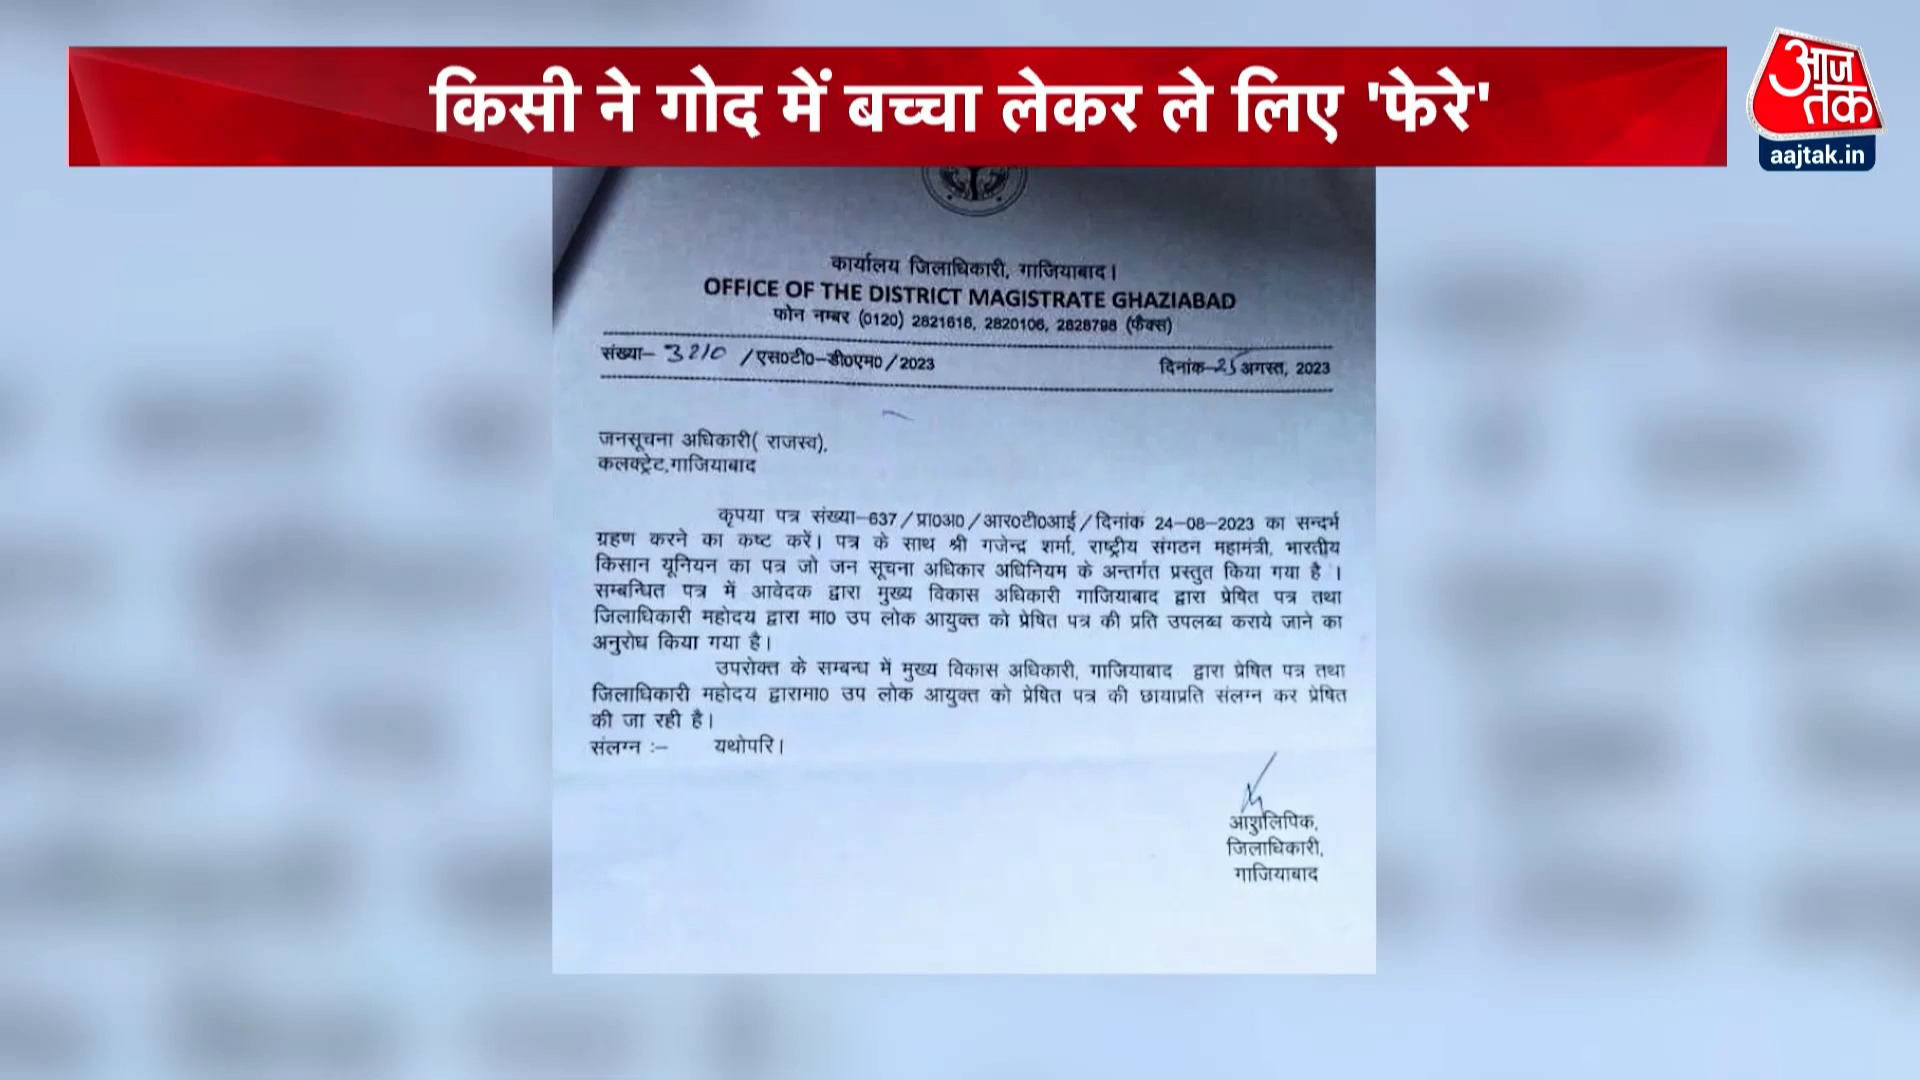 किसी ने गोद में बच्चा लेकर ले लिए 'फेरे'
आज
तक
aajtak.in
कार्यालय जिलाधिकारी, गाजियाबाद।
OFFICE OF THE DISTRICT MAGISTRATE GHAZIABAD
फोन नम्बर (0120) 2821616, 2820106, 2828798 (फैक्स)
संख्या– 3210 /एस0टी0–डी0एम0/2023 दिनांक–25 अगस्त, 2023
जनसूचना अधिकारी( राजस्व),
कलक्ट्रेट,गाजियाबाद
कृपया पत्र संख्या–637/प्रा0अ0/आर0टी0आई/दिनांक 24–08–2023 का सन्दर्भ
ग्रहण करने का कष्ट करें। पत्र के साथ श्री गजेन्द्र शर्मा, राष्ट्रीय संगठन महामंत्री, भारतीय
किसान यूनियन का पत्र जो जन सूचना अधिकार अधिनियम के अन्तर्गत प्रस्तुत किया गया है ।
सम्बन्धित पत्र में आवेदक द्वारा मुख्य विकास अधिकारी गाजियाबाद द्वारा प्रेषित पत्र तथा
जिलाधिकारी महोदय द्वारा मा0 उप लोक आयुक्त को प्रेषित पत्र की प्रति उपलब्ध कराये जाने का
अनुरोध किया गया है।
उपरोक्त के सम्बन्ध में मुख्य विकास अधिकारी, गाजियाबाद द्वारा प्रेषित पत्र तथा
जिलाधिकारी महोदय द्वारामा0 उप लोक आयुक्त को प्रेषित पत्र की छायाप्रति संलग्न कर प्रेषित
की जा रही है।
संलग्न :– यथोपरि।
आशुलिपिक,
जिलाधिकारी,
गाजियाबाद